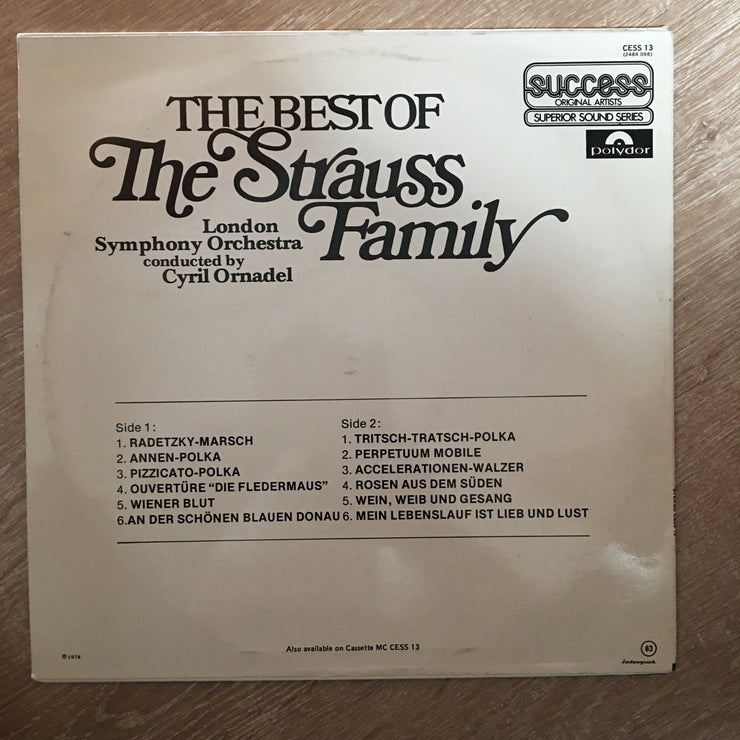 CESS 13
(2484 098)
success
ORIGINAL ARTISTS
SUPERIOR SOUND SERIES
polydor
THE BEST OF
The Strauss
Family
London
Symphony Orchestra
conducted by
Cyril Ornadel
Side 1:
1. RADETZKY-MARSCH
2. ANNEN-POLKA
3. PIZZICATO-POLKA
4. OUVERTÜRE "DIE FLEDERMAUS"
5. WIENER BLUT
6.AN DER SCHÖNEN BLAUEN DONAU
Side 2:
1. TRITSCH-TRATSCH-POLKA
2. PERPETUUM MOBILE
3. ACCELERATIONEN-WALZER
4. ROSEN AUS DEM SÜDEN
5. WEIN, WEIB UND GESANG
6. MEIN LEBENSLAUF IST LIEB UND LUST
Also available on Cassette MC CESS 13
℗1978
63
interpak